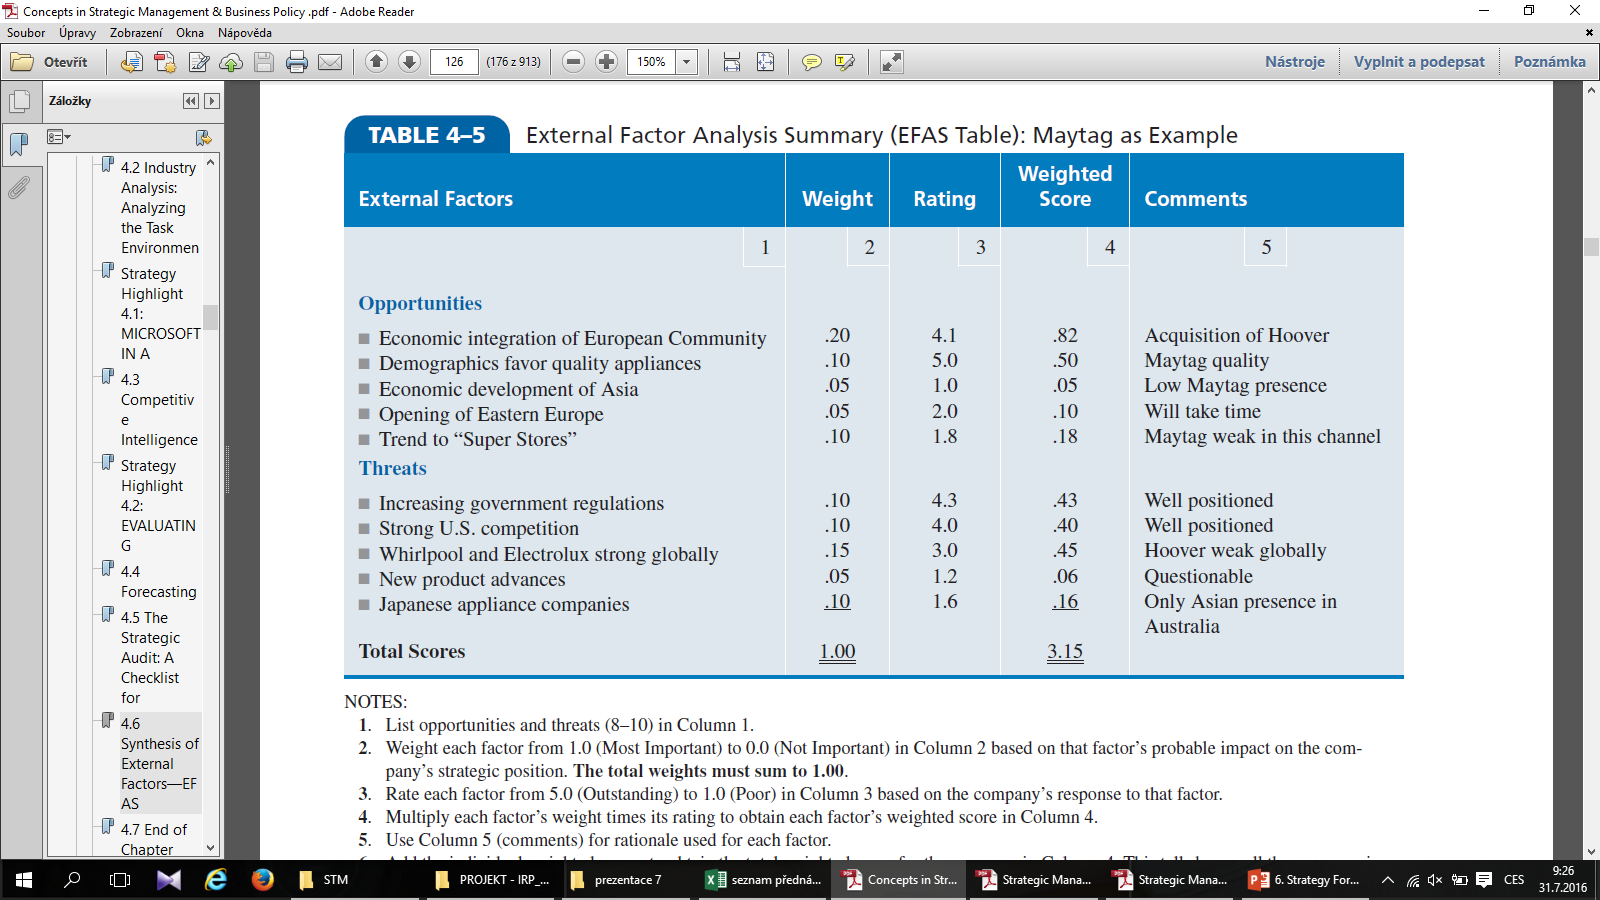 Concepts in Strategic Management & Business Policy .pdf - Adobe Reader
Soubor Úpravy Zobrazení Okna Nápověda
Otevřít 126 (176 z 913) 150% Nástroje Vyplnit a podepsat Poznámka
Záložky
4.2 Industry
Analysis:
Analyzing
the Task
Environmen
Strategy
Highlight
4.1:
MICROSOFT
IN A
4.3
Competitiv
e
Intelligence
Strategy
Highlight
4.2:
EVALUATIN
G
4.4
Forecasting
4.5 The
Strategic
Audit: A
Checklist
for
4.6
Synthesis of
External
Factors—EF
AS
4.7 End of
Chapter
TABLE 4–5 External Factor Analysis Summary (EFAS Table): Maytag as Example
External Factors Weight Rating Weighted Score Comments
1 2 3 4 5
Opportunities
■ Economic integration of European Community .20 4.1 .82 Acquisition of Hoover
■ Demographics favor quality appliances .10 5.0 .50 Maytag quality
■ Economic development of Asia .05 1.0 .05 Low Maytag presence
■ Opening of Eastern Europe .05 2.0 .10 Will take time
■ Trend to “Super Stores” .10 1.8 .18 Maytag weak in this channel
Threats
■ Increasing government regulations .10 4.3 .43 Well positioned
■ Strong U.S. competition .10 4.0 .40 Well positioned
■ Whirlpool and Electrolux strong globally .15 3.0 .45 Hoover weak globally
■ New product advances .05 1.2 .06 Questionable
■ Japanese appliance companies .10 1.6 .16 Only Asian presence in
Australia
Total Scores 1.00 3.15
NOTES:
1. List opportunities and threats (8–10) in Column 1.
2. Weight each factor from 1.0 (Most Important) to 0.0 (Not Important) in Column 2 based on that factor’s probable impact on the com-
pany’s strategic position. The total weights must sum to 1.00.
3. Rate each factor from 5.0 (Outstanding) to 1.0 (Poor) in Column 3 based on the company’s response to that factor.
4. Multiply each factor’s weight times its rating to obtain each factor’s weighted score in Column 4.
5. Use Column 5 (comments) for rationale used for each factor.
STM PROJEKT - IRP_... prezentace 7 seznam předná... Concepts in Str... Strategic Mana... Strategic Mana... 6. Strategy For... CES 9:26
31.7.2016